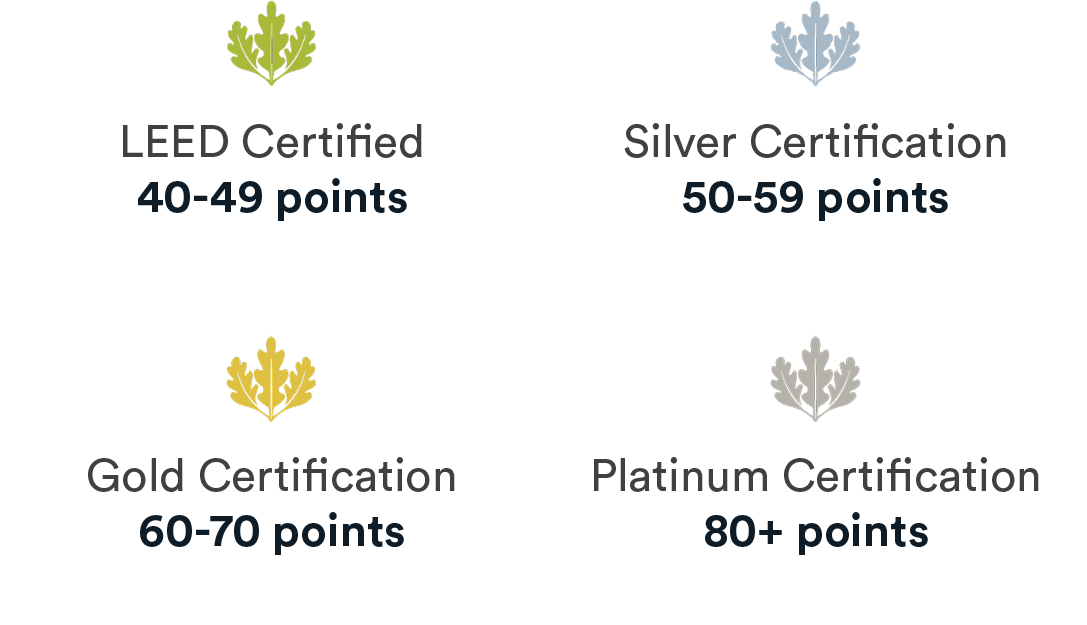 LEED Certified
40-49 points
Silver Certification
50-59 points
Gold Certification
60-70 points
Platinum Certification
80+ points